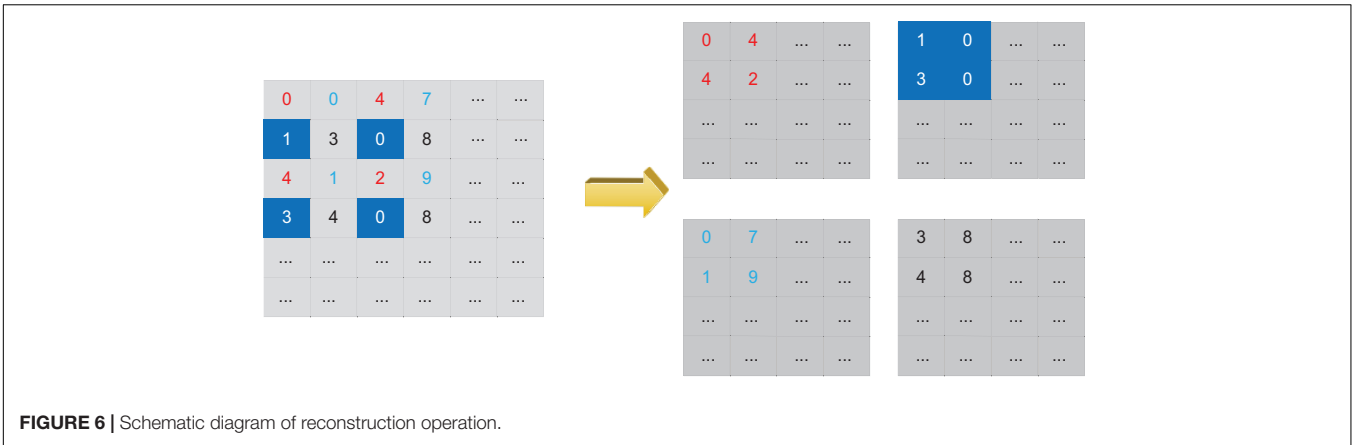 0 0 4 7 ... ...
1 3 0 8 ... ...
4 1 2 9 ... ...
3 4 0 8 ... ...
... ... ... ... ... ...
... ... ... ... ... ...
0 4 ... ...
4 2 ... ...
... ... ... ...
... ... ... ...
1 0 ... ...
3 0 ... ...
... ... ... ...
... ... ... ...
0 7 ... ...
1 9 ... ...
... ... ... ...
... ... ... ...
3 8 ... ...
4 8 ... ...
... ... ... ...
... ... ... ...
FIGURE 6 | Schematic diagram of reconstruction operation.